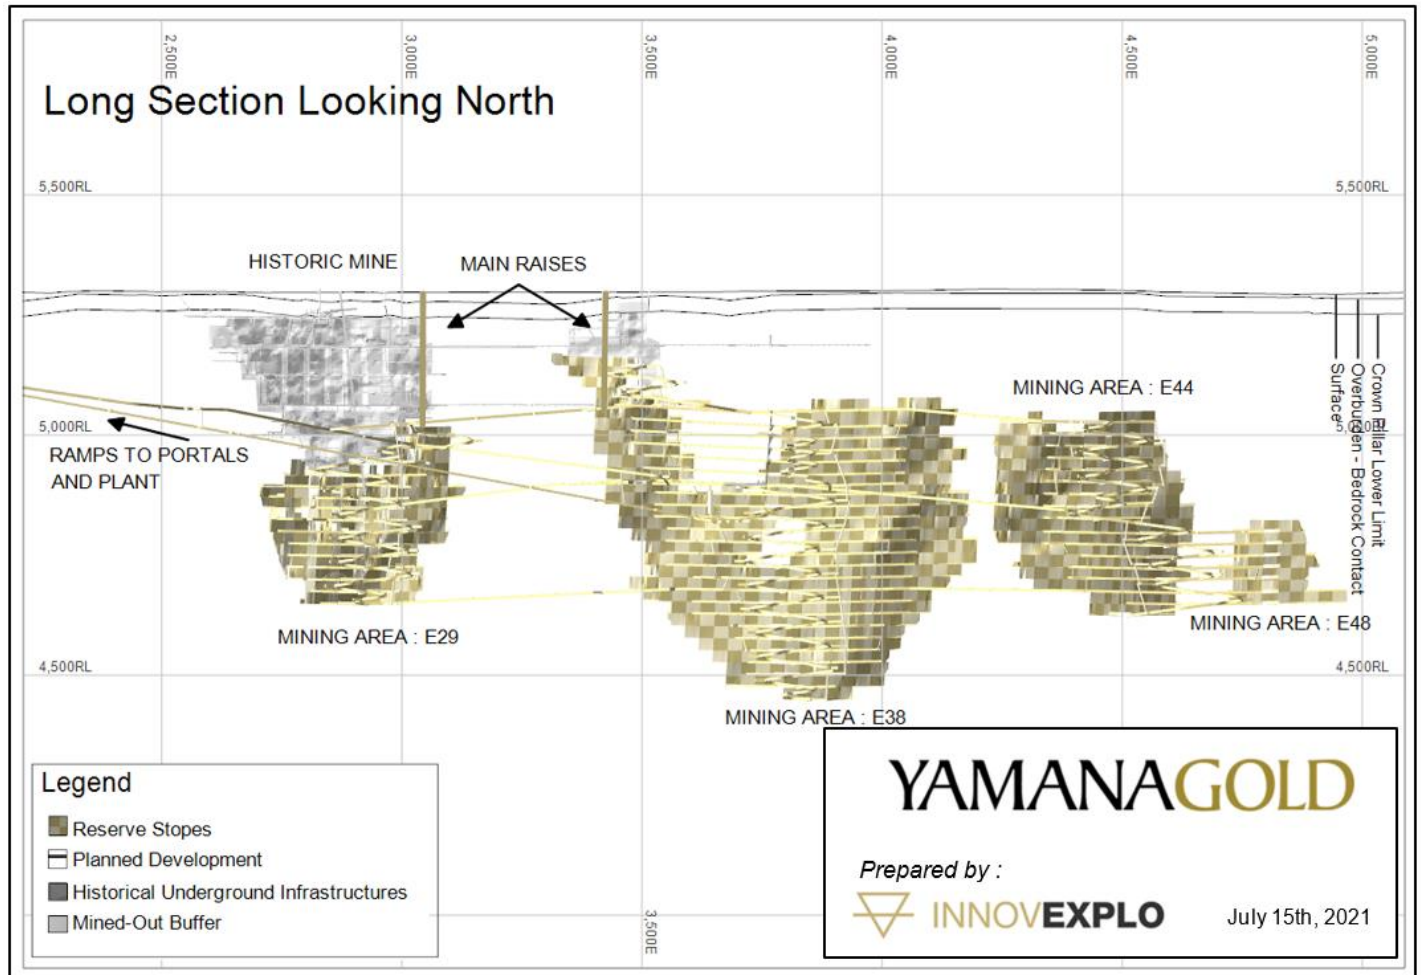 2,500E
3,000E
3,500E
4,000E
4,500E
5,000E
Long Section Looking North
5,500RL
5,500RL
HISTORIC MINE
MAIN RAISES
MINING AREA : E44
Surface
Overburden - Bedrock Contact
Crown Pillar Lower Limit
5,000RL
5,000RL
RAMPS TO PORTALS
AND PLANT
MINING AREA : E29
MINING AREA : E48
4,500RL
4,500RL
MINING AREA : E38
Legend
Reserve Stopes
Planned Development
Historical Underground Infrastructures
Mined-Out Buffer
3,500E
YAMANAGOLD
Prepared by :
INNOVEXPLO
July 15th, 2021